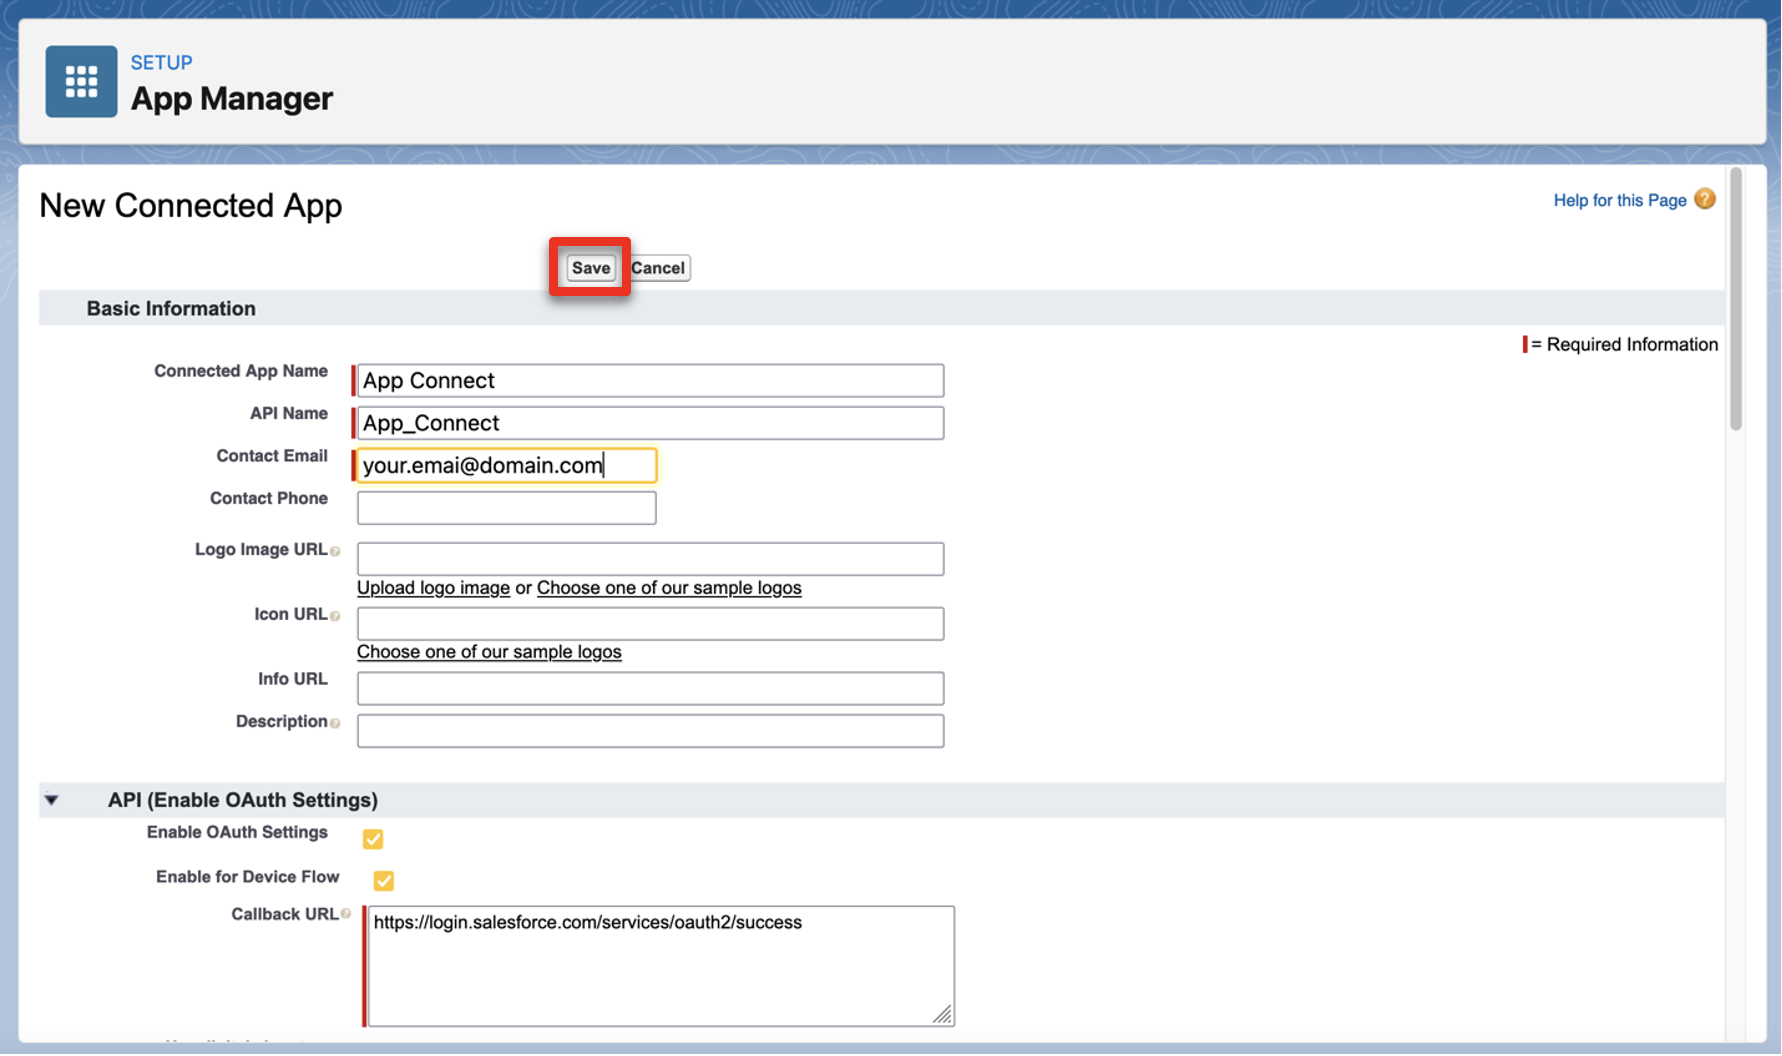 SETUP
App Manager
New Connected App
Help for this Page ?
Save Cancel
Basic Information
= Required Information
Connected App Name App Connect
API Name App_Connect
Contact Email your.emai@domain.com
Contact Phone
Logo Image URL ?
Upload logo image or Choose one of our sample logos
Icon URL ?
Choose one of our sample logos
Info URL
Description ?
API (Enable OAuth Settings)
Enable OAuth Settings
Enable for Device Flow
Callback URL ? https://login.salesforce.com/services/oauth2/success